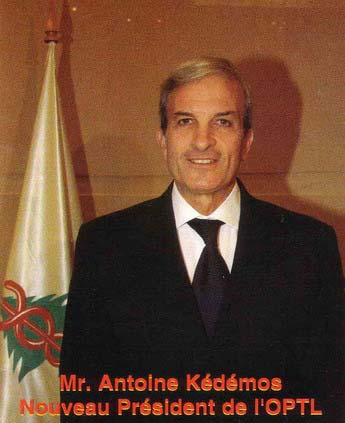 Mr. Antoine Kédémos
Nouveau Président de l'OPTL